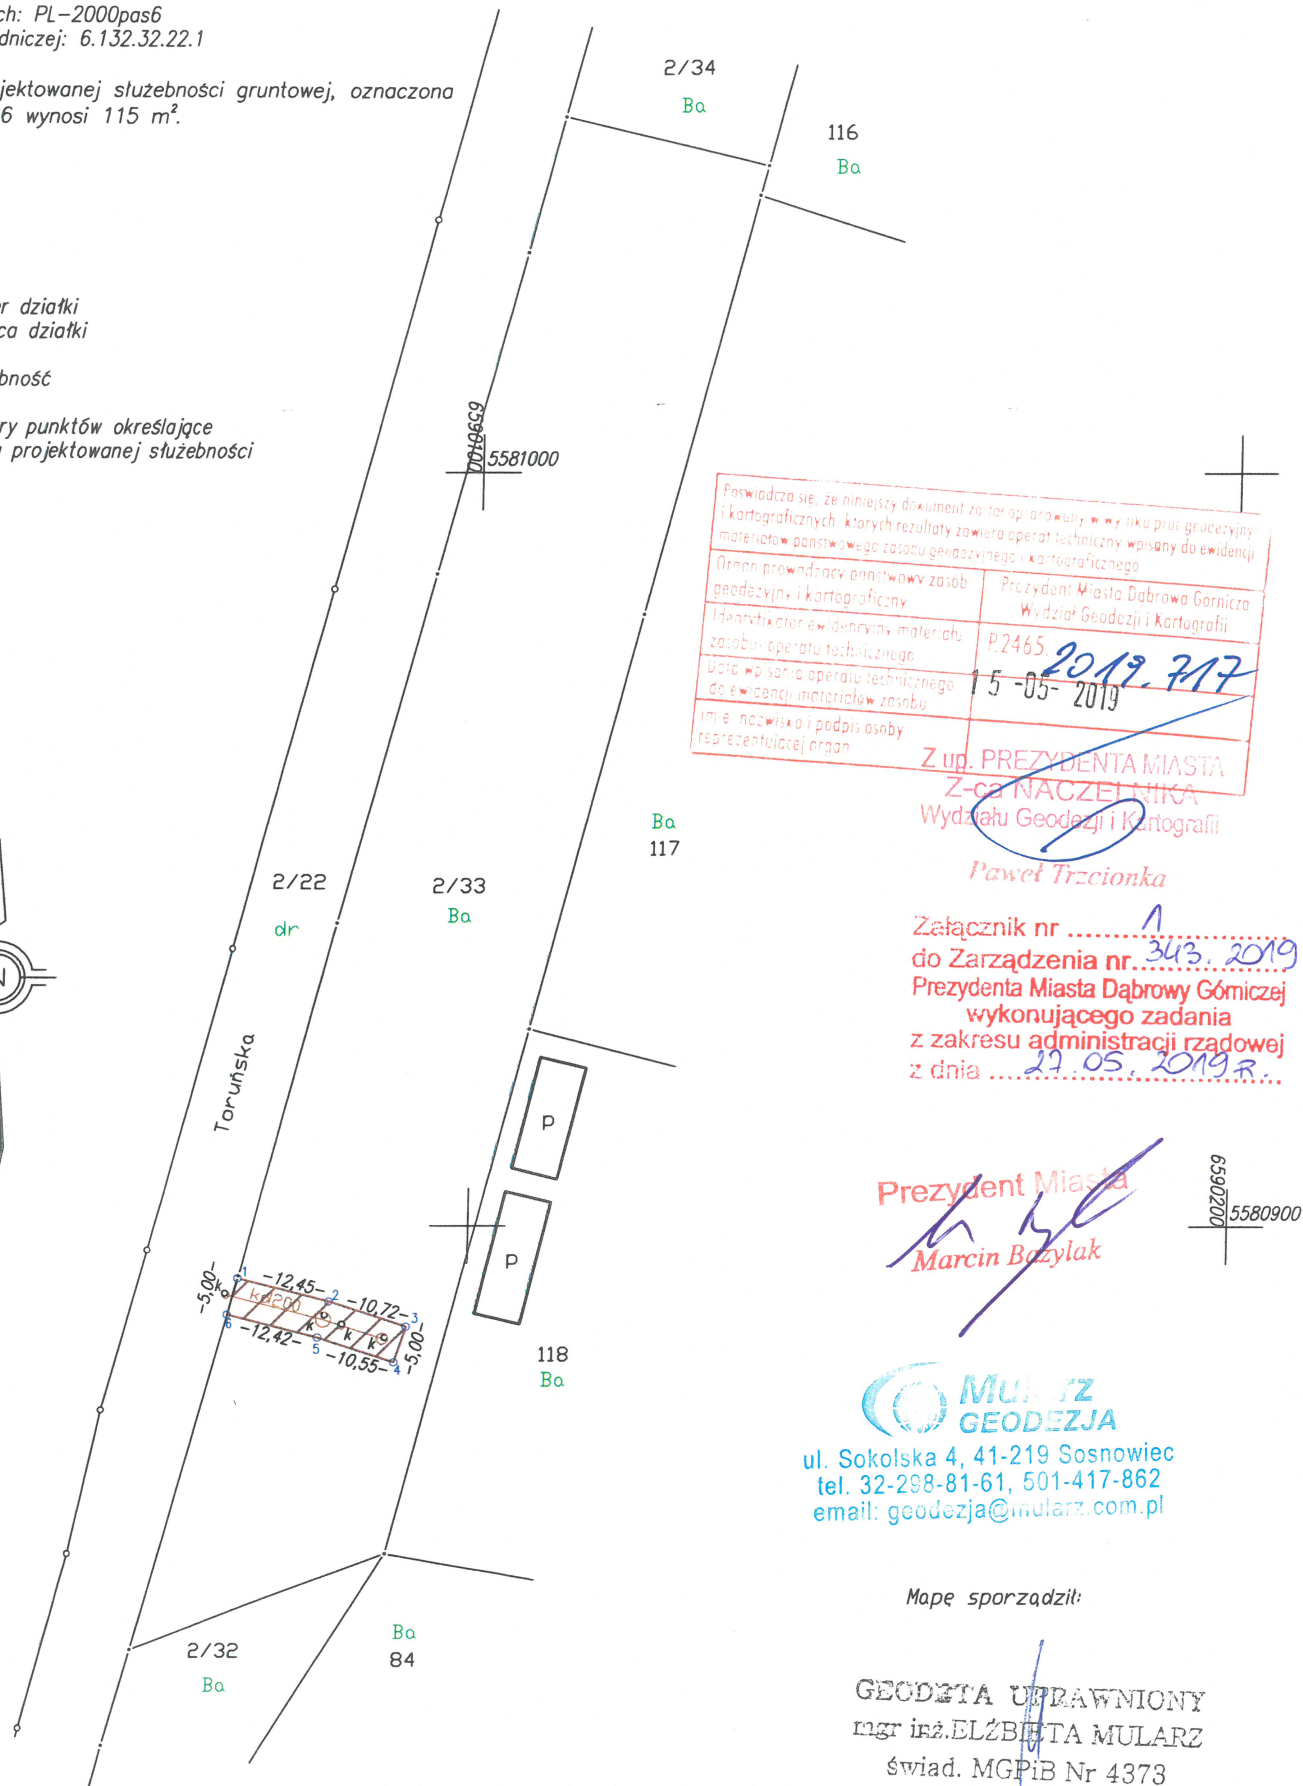 ch: PL-2000pas6
dniczej: 6.132.32.22.1
jektowanej służebności gruntowej, oznaczona
6 wynosi 115 m².
r działki
ca działki
bność
ry punktów określające
projektowanej służebności
2/34
Ba
116
Ba
6590100
5581000
Poświadcza się, że niniejszy dokument został opracowany w wyniku prac geodezyjny
i kartograficznych, których rezultaty zawiera operat techniczny wpisany do ewidencji
materiałów państwowego zasobu geodezyjnego i kartograficznego
Organ prowadzący państwowy zasób
geodezyjny i kartograficzny
Prezydent Miasta Dąbrowa Górnicza
Wydział Geodezji i Kartografii
Identyfikator ewidencyjny materiału
zasobu- operatu technicznego
P.2465.2019.717
Data wpisania operatu technicznego
do ewidencji materiałów zasobu
15 -05- 2019
Imię nazwisko i podpis osoby
reprezentującej organ
Z up. PREZYDENTA MIASTA
Z-ca NACZELNIKA
Wydziału Geodezji i Kartografii
Paweł Trzcionka
Ba
117
2/22
dr
2/33
Ba
N
Toruńska
Załącznik nr ........1........
do Zarządzenia nr 343. 2019
Prezydenta Miasta Dąbrowy Górniczej
wykonującego zadania
z zakresu administracji rządowej
z dnia ....27.05.2019 R....
P
P
Prezydent Miasta
Marcin Bazylak
6590200
5580900
1
-12,45-
2
-10,72-
3
-5,00-
k
kd200
k
k
k
6
-12,42-
5
-10,55-
4
-5,00-
118
Ba
Mularz
GEODEZJA
ul. Sokolska 4, 41-219 Sosnowiec
tel. 32-298-81-61, 501-417-862
email: geodezja@mularz.com.pl
Mapę sporządził:
2/32
Ba
Ba
84
GEODETA UPRAWNIONY
mgr inż. ELŻBIETA MULARZ
świad. MGPiB Nr 4373